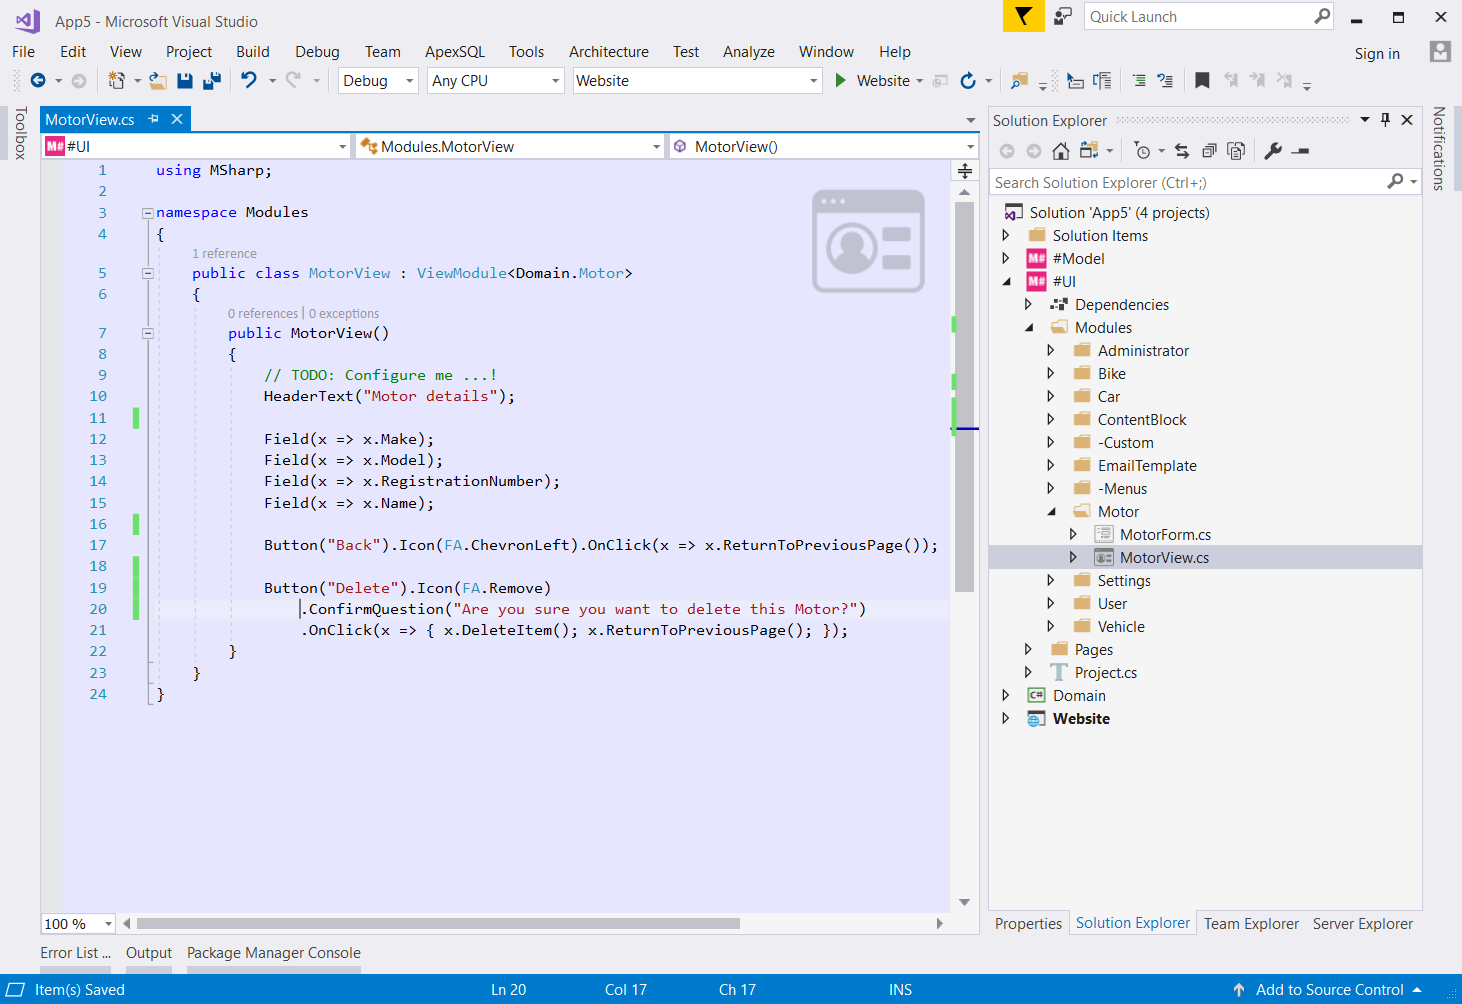 App5 - Microsoft Visual Studio
Quick Launch
File Edit View Project Build Debug Team ApexSQL Tools Architecture Test Analyze Window Help
Sign in
Debug Any CPU Website Website
Toolbox
MotorView.cs
M# #UI Modules.MotorView MotorView()
1 using MSharp;
2
3 namespace Modules
4 {
1 reference
5 public class MotorView : ViewModule<Domain.Motor>
6 {
0 references | 0 exceptions
7 public MotorView()
8 {
9 // TODO: Configure me ...!
10 HeaderText("Motor details");
11
12 Field(x => x.Make);
13 Field(x => x.Model);
14 Field(x => x.RegistrationNumber);
15 Field(x => x.Name);
16
17 Button("Back").Icon(FA.ChevronLeft).OnClick(x => x.ReturnToPreviousPage());
18
19 Button("Delete").Icon(FA.Remove)
20 .ConfirmQuestion("Are you sure you want to delete this Motor?")
21 .OnClick(x => { x.DeleteItem(); x.ReturnToPreviousPage(); });
22 }
23 }
24 }
100 %
Solution Explorer
Search Solution Explorer (Ctrl+;)
Solution 'App5' (4 projects)
Solution Items
M# #Model
M# #UI
Dependencies
Modules
Administrator
Bike
Car
ContentBlock
-Custom
EmailTemplate
-Menus
Motor
MotorForm.cs
MotorView.cs
Settings
User
Vehicle
Pages
Project.cs
C# Domain
Website
Notifications
Properties Solution Explorer Team Explorer Server Explorer
Error List ... Output Package Manager Console
Item(s) Saved Ln 20 Col 17 Ch 17 INS Add to Source Control